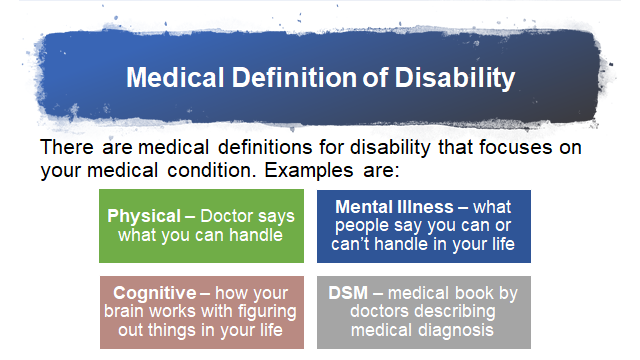 Medical Definition of Disability
There are medical definitions for disability that focuses on
your medical condition. Examples are:
Physical – Doctor says
what you can handle
Mental Illness – what
people say you can or
can’t handle in your life
Cognitive – how your
brain works with figuring
out things in your life
DSM – medical book by
doctors describing
medical diagnosis